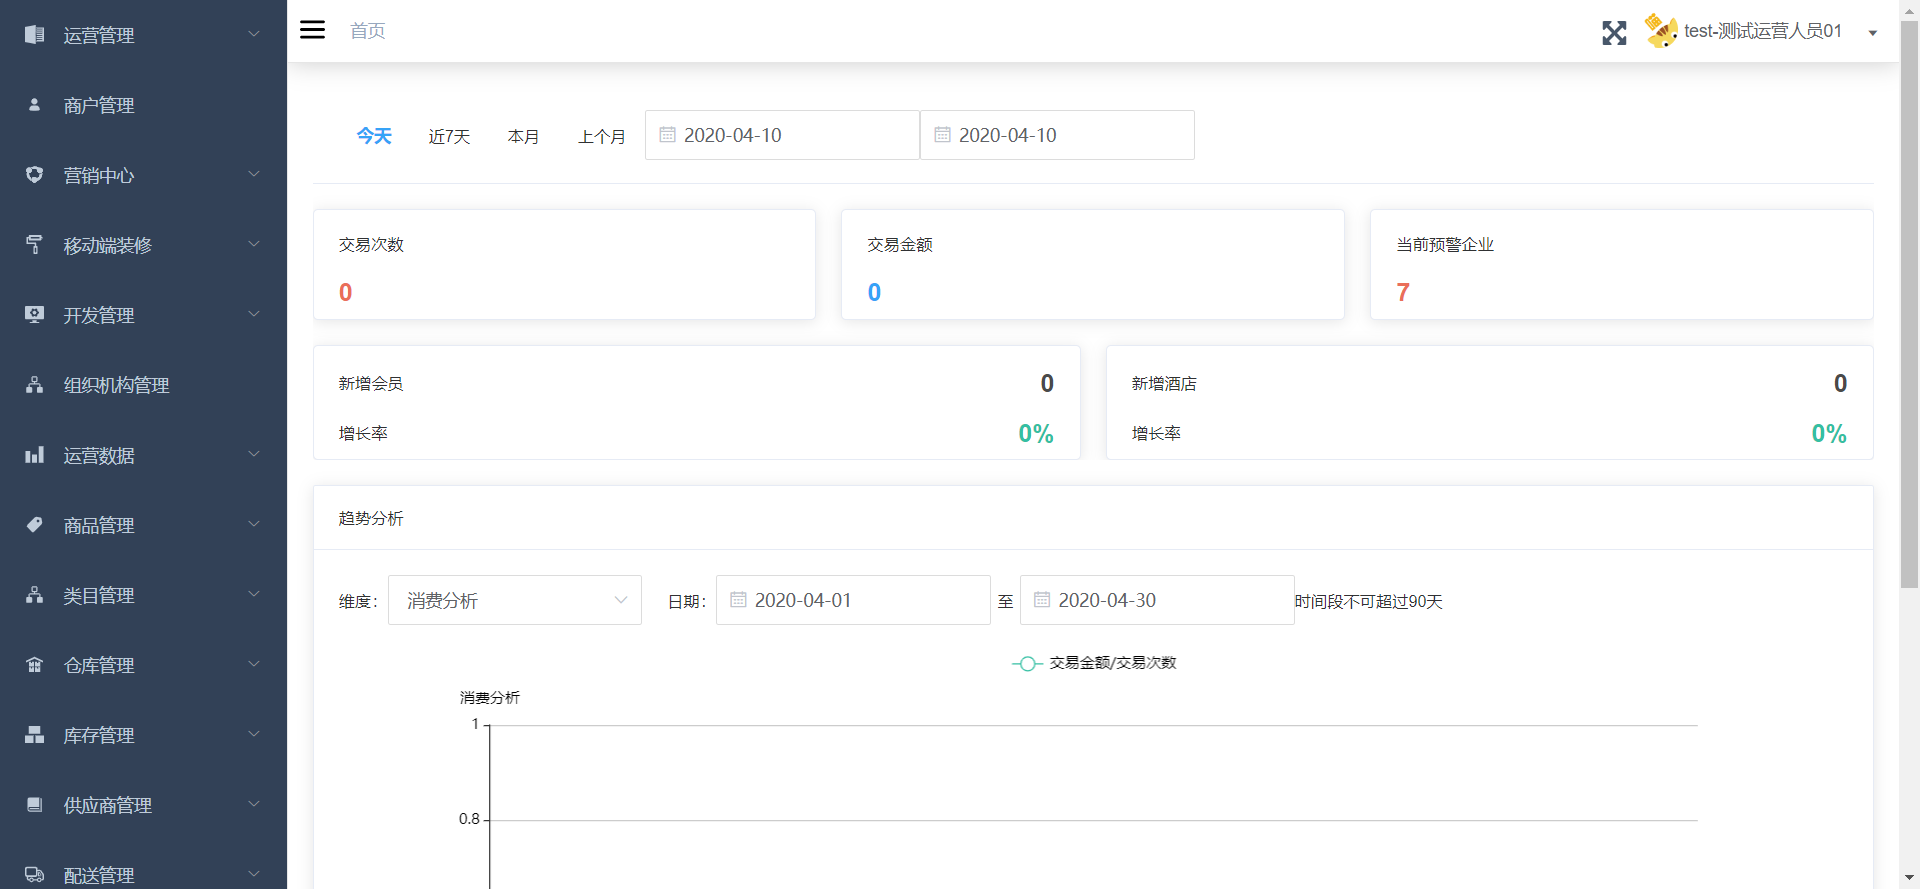 运营管理
商户管理
营销中心
移动端装修
开发管理
组织机构管理
运营数据
商品管理
类目管理
仓库管理
库存管理
供应商管理
配送管理
首页
test-测试运营人员01
今天 近7天 本月 上个月 2020-04-10 2020-04-10
交易次数
0
交易金额
0
当前预警企业
7
新增会员 0
增长率 0%
新增酒店 0
增长率 0%
趋势分析
维度： 消费分析 日期： 2020-04-01 至 2020-04-30 时间段不可超过90天
交易金额/交易次数
消费分析
1
0.8